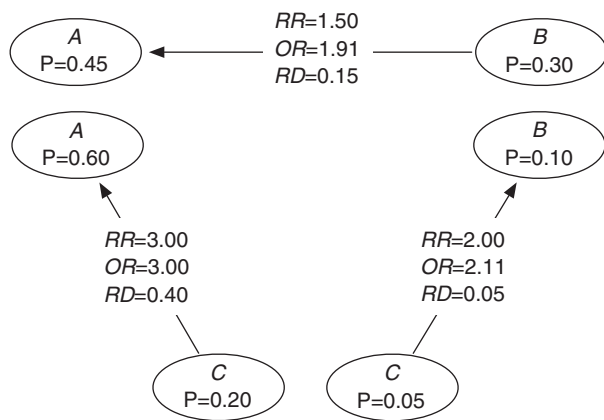 RR=1.50
A
B
OR=1.91
P=0.45
P=0.30
RD=0.15
A
B
P=0.60
P=0.10
RR=3.00
RR=2.00
OR=3.00
OR=2.11
RD=0.40
RD=0.05
C
C
P=0.20
P=0.05